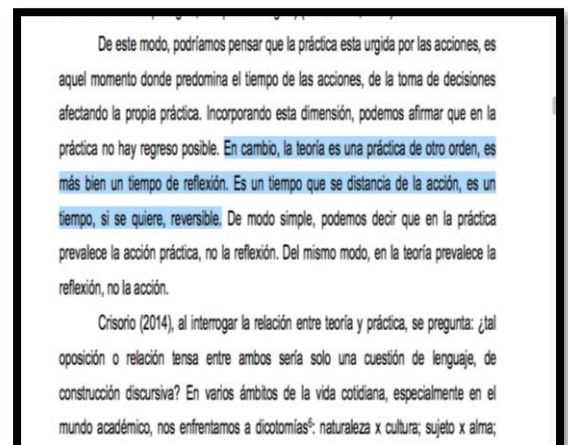 De este modo, podríamos pensar que la práctica esta urgida por las acciones, es
aquel momento donde predomina el tiempo de las acciones, de la toma de decisiones
afectando la propia práctica. Incorporando esta dimensión, podemos afirmar que en la
práctica no hay regreso posible. En cambio, la teoría es una práctica de otro orden, es
más bien un tiempo de reflexión. Es un tiempo que se distancia de la acción, es un
tiempo, si se quiere, reversible. De modo simple, podemos decir que en la práctica
prevalece la acción práctica, no la reflexión. Del mismo modo, en la teoría prevalece la
reflexión, no la acción.
Crisorio (2014), al interrogar la relación entre teoría y práctica, se pregunta: ¿tal
oposición o relación tensa entre ambos sería solo una cuestión de lenguaje, de
construcción discursiva? En varios ámbitos de la vida cotidiana, especialmente en el
mundo académico, nos enfrentamos a dicotomías⁶: naturaleza x cultura; sujeto x alma;